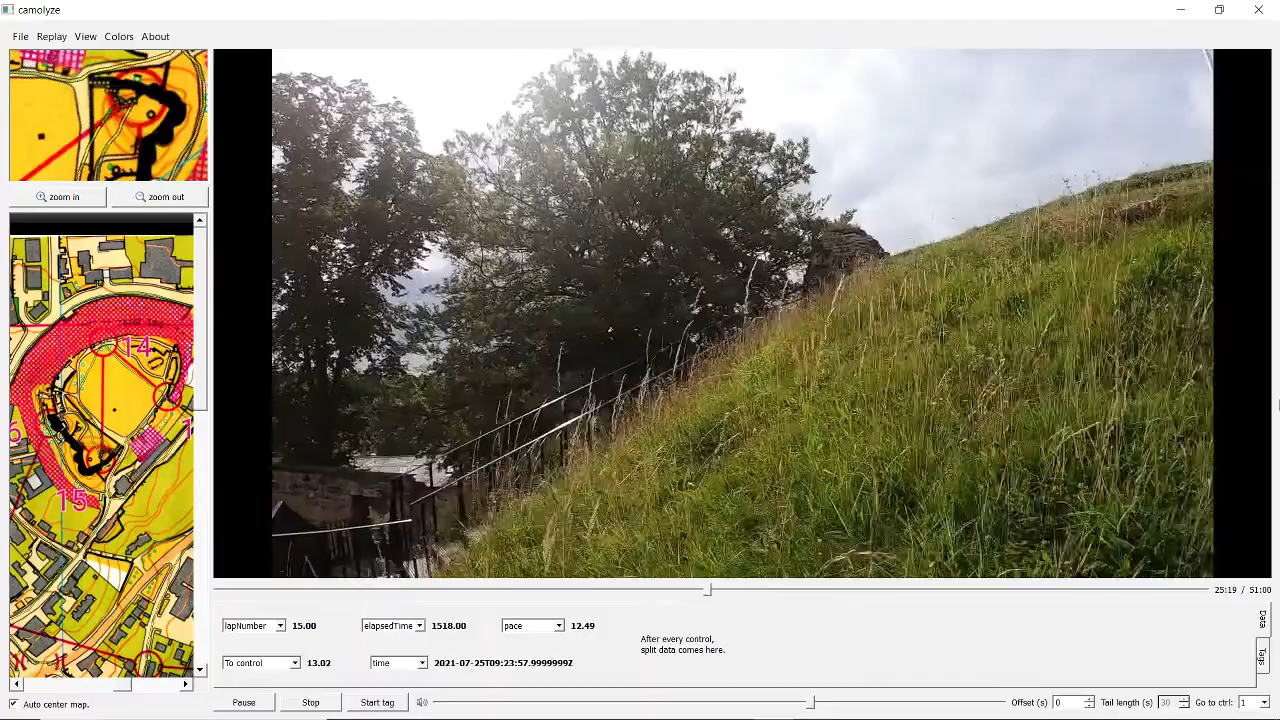 camolyze
File Replay View Colors About
zoom in zoom out
14
15
25:19 / 51:00
lapNumber 15.00 elapsedTime 1518.00 pace 12.49
After every control,
split data comes here.
To control 13.02 time 2021-07-25T09:23:57.9999999Z
Data
Tags
Auto center map.
Pause Stop Start tag Offset (s) 0 Tail length (s) 30 Go to ctrl: 1